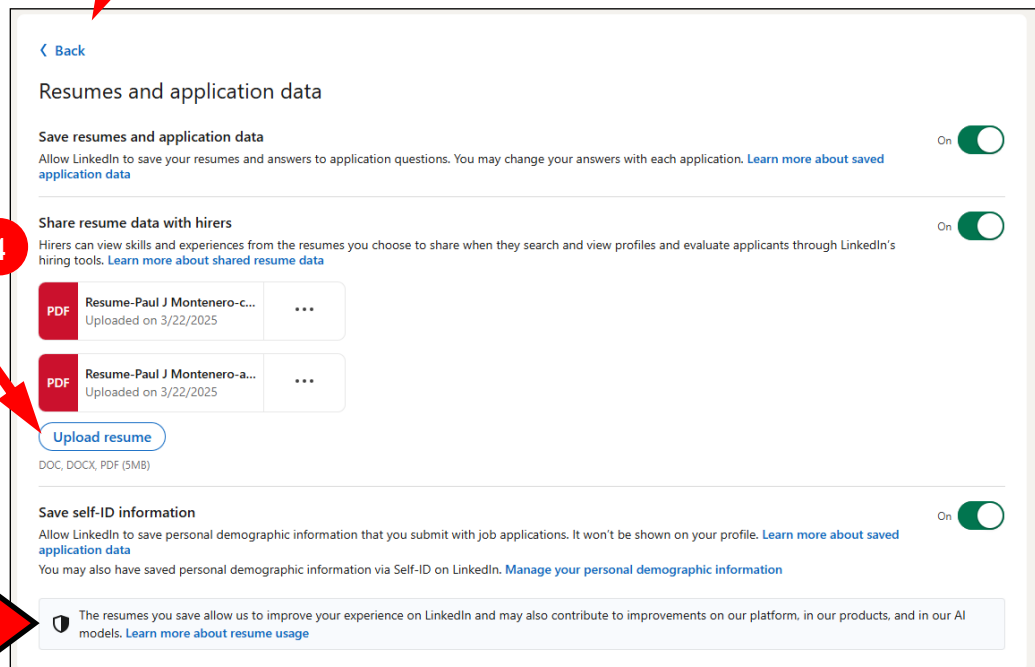 Back
Resumes and application data
Save resumes and application data
On
Allow LinkedIn to save your resumes and answers to application questions. You may change your answers with each application. Learn more about saved
application data
Share resume data with hirers
On
4
Hirers can view skills and experiences from the resumes you choose to share when they search and view profiles and evaluate applicants through LinkedIn's
hiring tools. Learn more about shared resume data
PDF
Resume-Paul J Montenero-c...
Uploaded on 3/22/2025
PDF
Resume-Paul J Montenero-a...
Uploaded on 3/22/2025
Upload resume
DOC, DOCX, PDF (5MB)
Save self-ID information
On
Allow LinkedIn to save personal demographic information that you submit with job applications. It won't be shown on your profile. Learn more about saved
application data
You may also have saved personal demographic information via Self-ID on LinkedIn. Manage your personal demographic information
The resumes you save allow us to improve your experience on LinkedIn and may also contribute to improvements on our platform, in our products, and in our AI
models. Learn more about resume usage